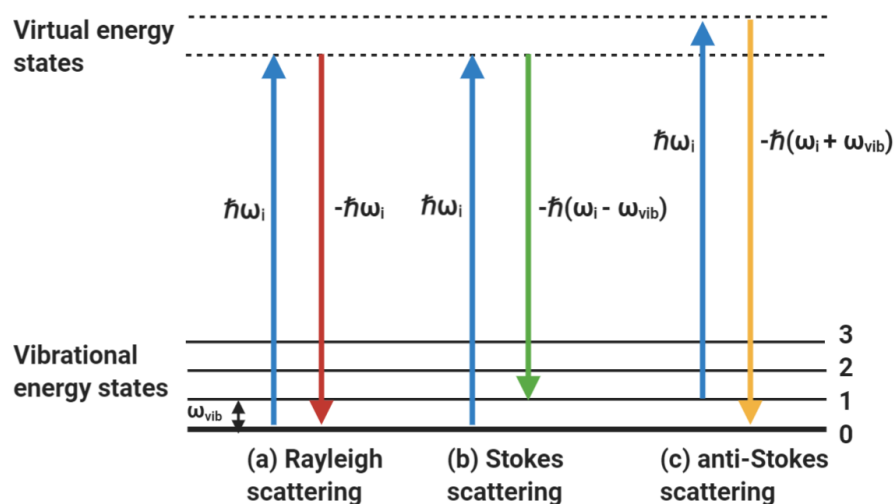 Virtual energy
states
ħωᵢ
-ħωᵢ
ħωᵢ
-ħ(ωᵢ - ωᵥᵢb)
ħωᵢ
-ħ(ωᵢ + ωᵥᵢb)
Vibrational
energy states
ωᵥᵢb
3
2
1
0
(a) Rayleigh
scattering
(b) Stokes
scattering
(c) anti-Stokes
scattering